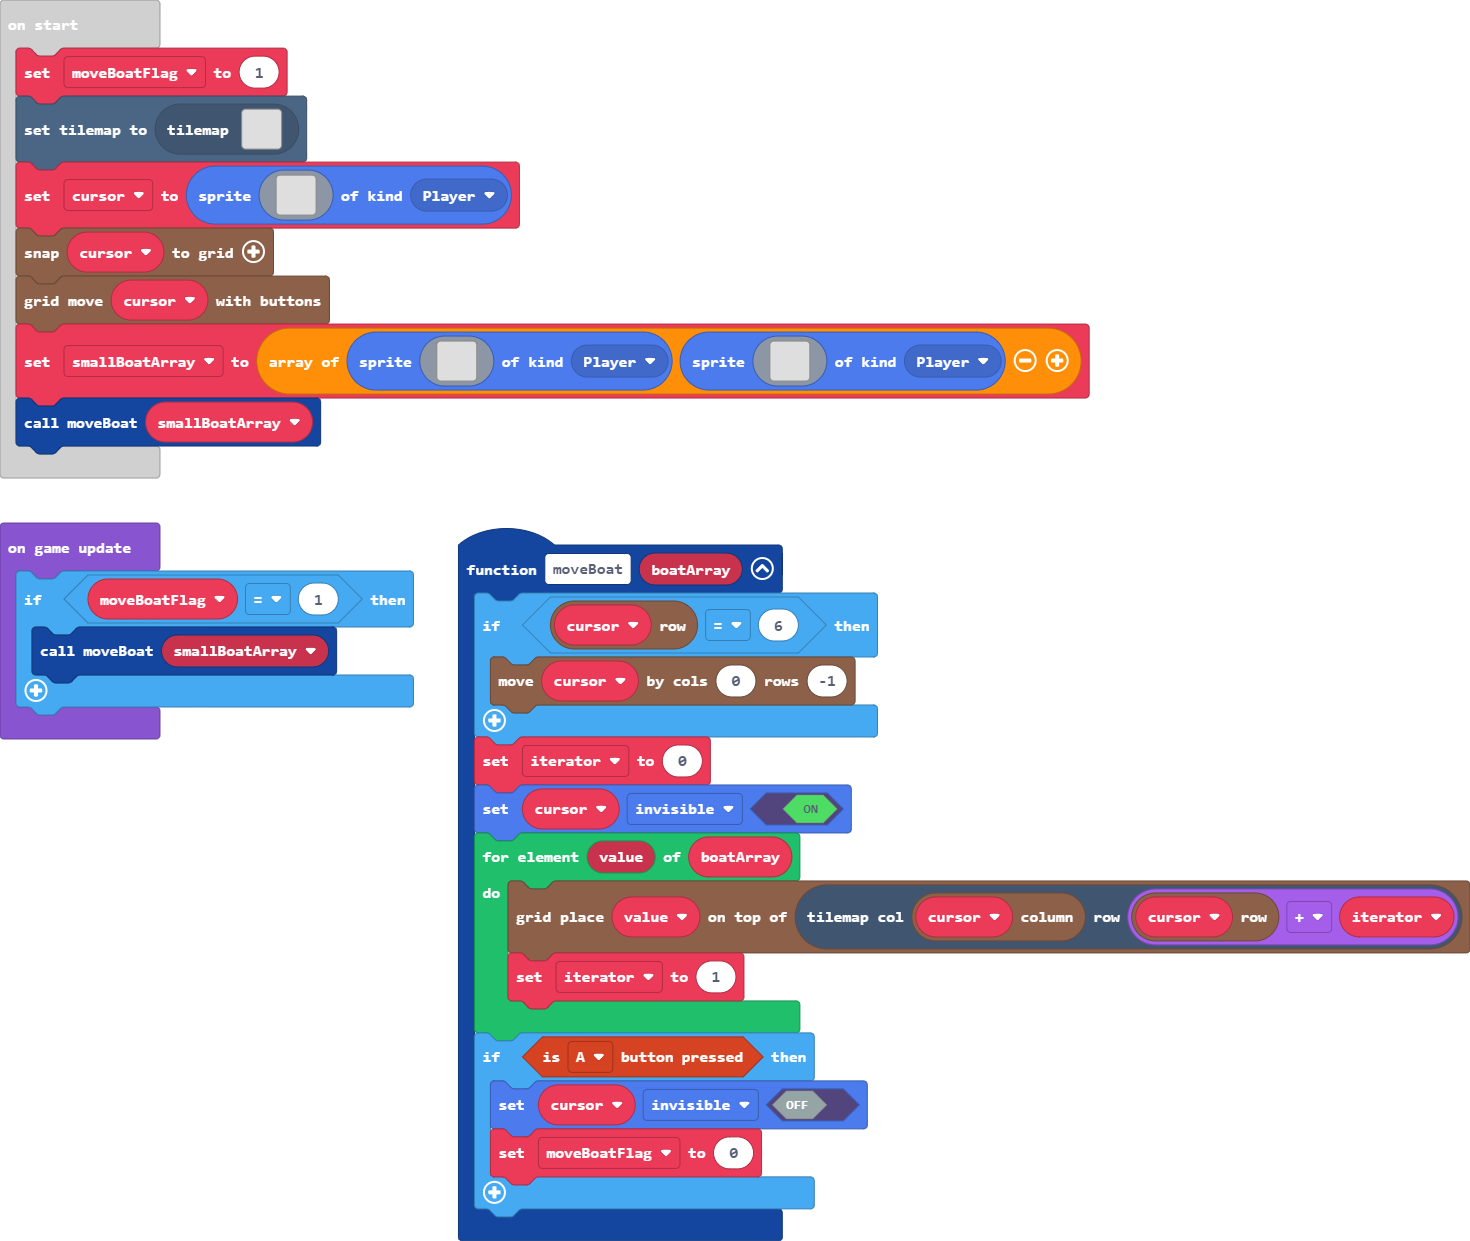 on start
set moveBoatFlag to 1
set tilemap to tilemap
set cursor to sprite of kind Player
snap cursor to grid
grid move cursor with buttons
set smallBoatArray to array of sprite of kind Player sprite of kind Player
call moveBoat smallBoatArray
on game update
if moveBoatFlag = 1 then
call moveBoat smallBoatArray
function moveBoat boatArray
if cursor row = 6 then
move cursor by cols 0 rows -1
set iterator to 0
set cursor invisible ON
for element value of boatArray
do
grid place value on top of tilemap col cursor column row cursor row + iterator
set iterator to 1
if is A button pressed then
set cursor invisible OFF
set moveBoatFlag to 0